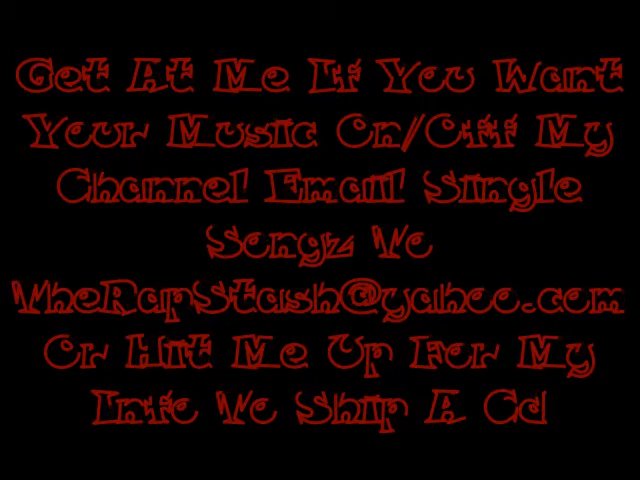 Get At Me If You Want
Your Music On/Off My
Channel Email Single
Songz To
TheRapStash@yahoo.com
Or Hit Me Up For My
Info To Ship A Cd